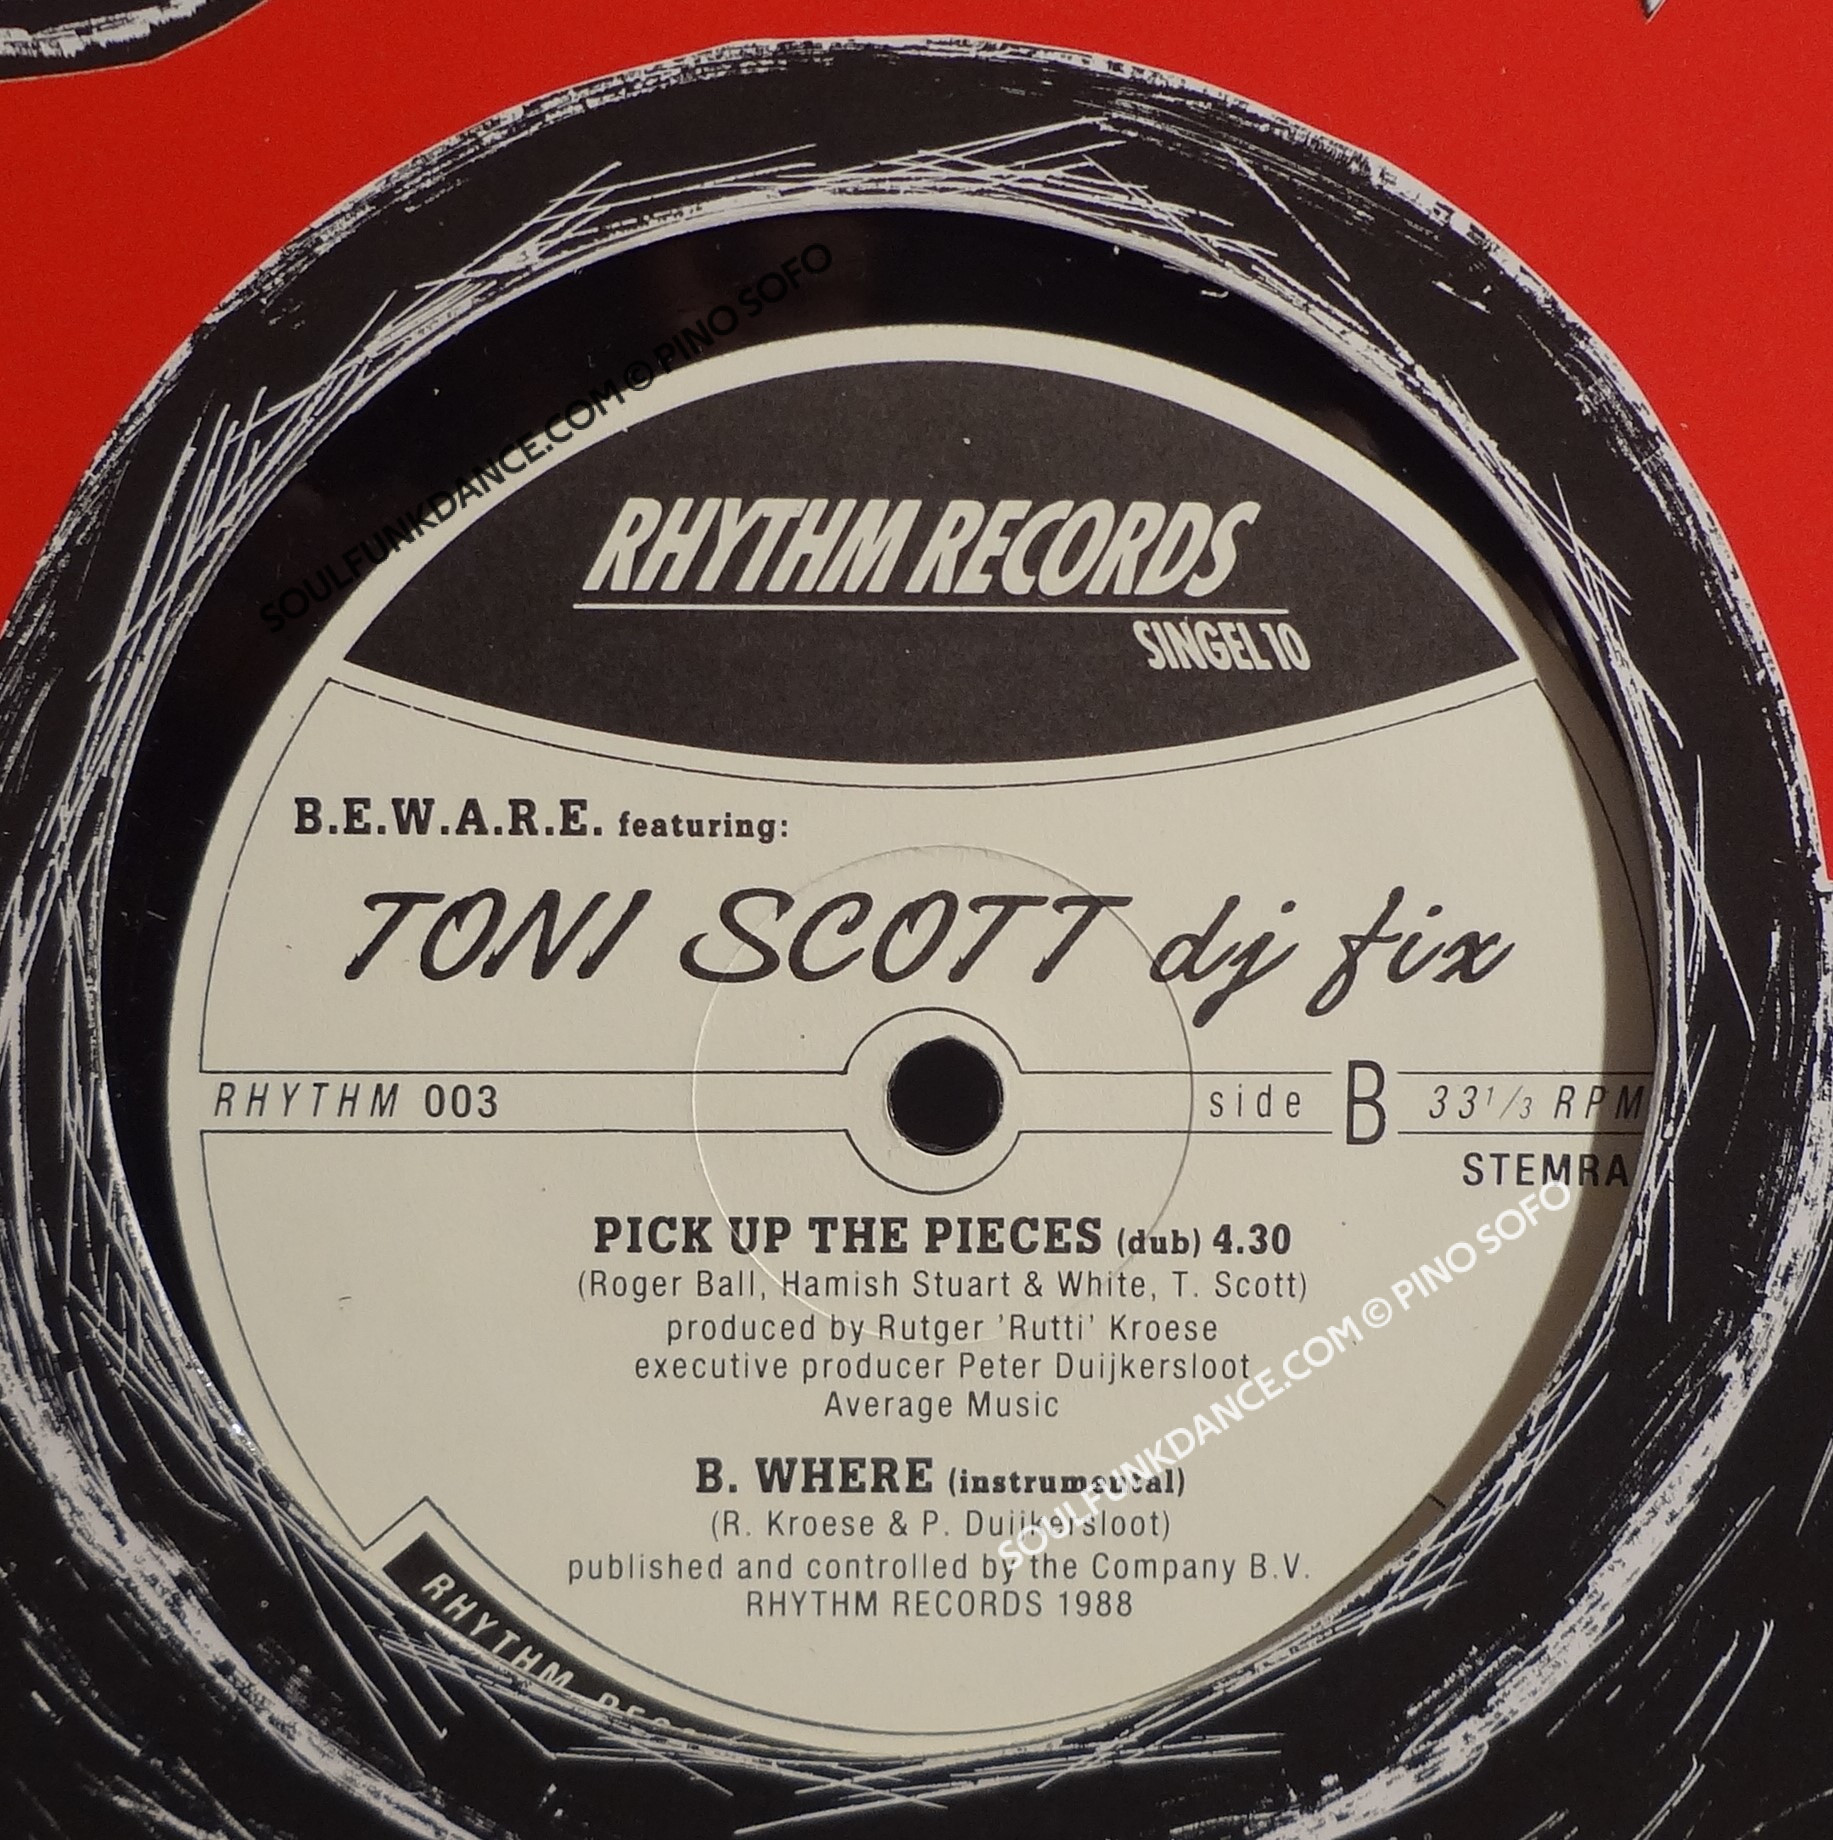 SOULFUNKDANCE.COM © PINO SOFO
RHYTHM RECORDS
SINGEL 10
B.E.W.A.R.E. featuring:
TONI SCOTT dj fix
RHYTHM 003
side B 33 1/3 RPM
STEMRA
PICK UP THE PIECES (dub) 4.30
(Roger Ball, Hamish Stuart & White, T. Scott)
produced by Rutger 'Rutti' Kroese
executive producer Peter Duijkersloot
Average Music
B. WHERE (instrumental)
(R. Kroese & P. Duijkersloot)
published and controlled by the Company B.V.
RHYTHM RECORDS 1988
SOULFUNKDANCE.COM © PINO SOFO
RHYTHM